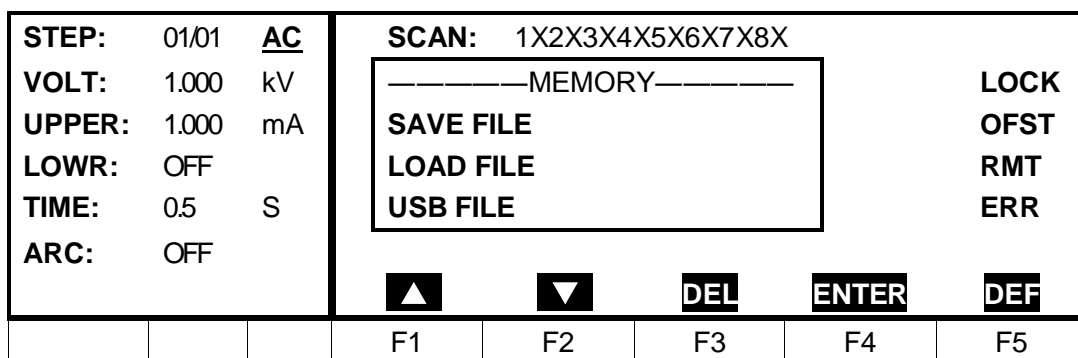 STEP: 01/01 AC SCAN: 1X2X3X4X5X6X7X8X
VOLT: 1.000 kV —————MEMORY————— LOCK
UPPER: 1.000 mA SAVE FILE OFST
LOWR: OFF LOAD FILE RMT
TIME: 0.5 S USB FILE ERR
ARC: OFF
▲ ▼ DEL ENTER DEF
F1 F2 F3 F4 F5